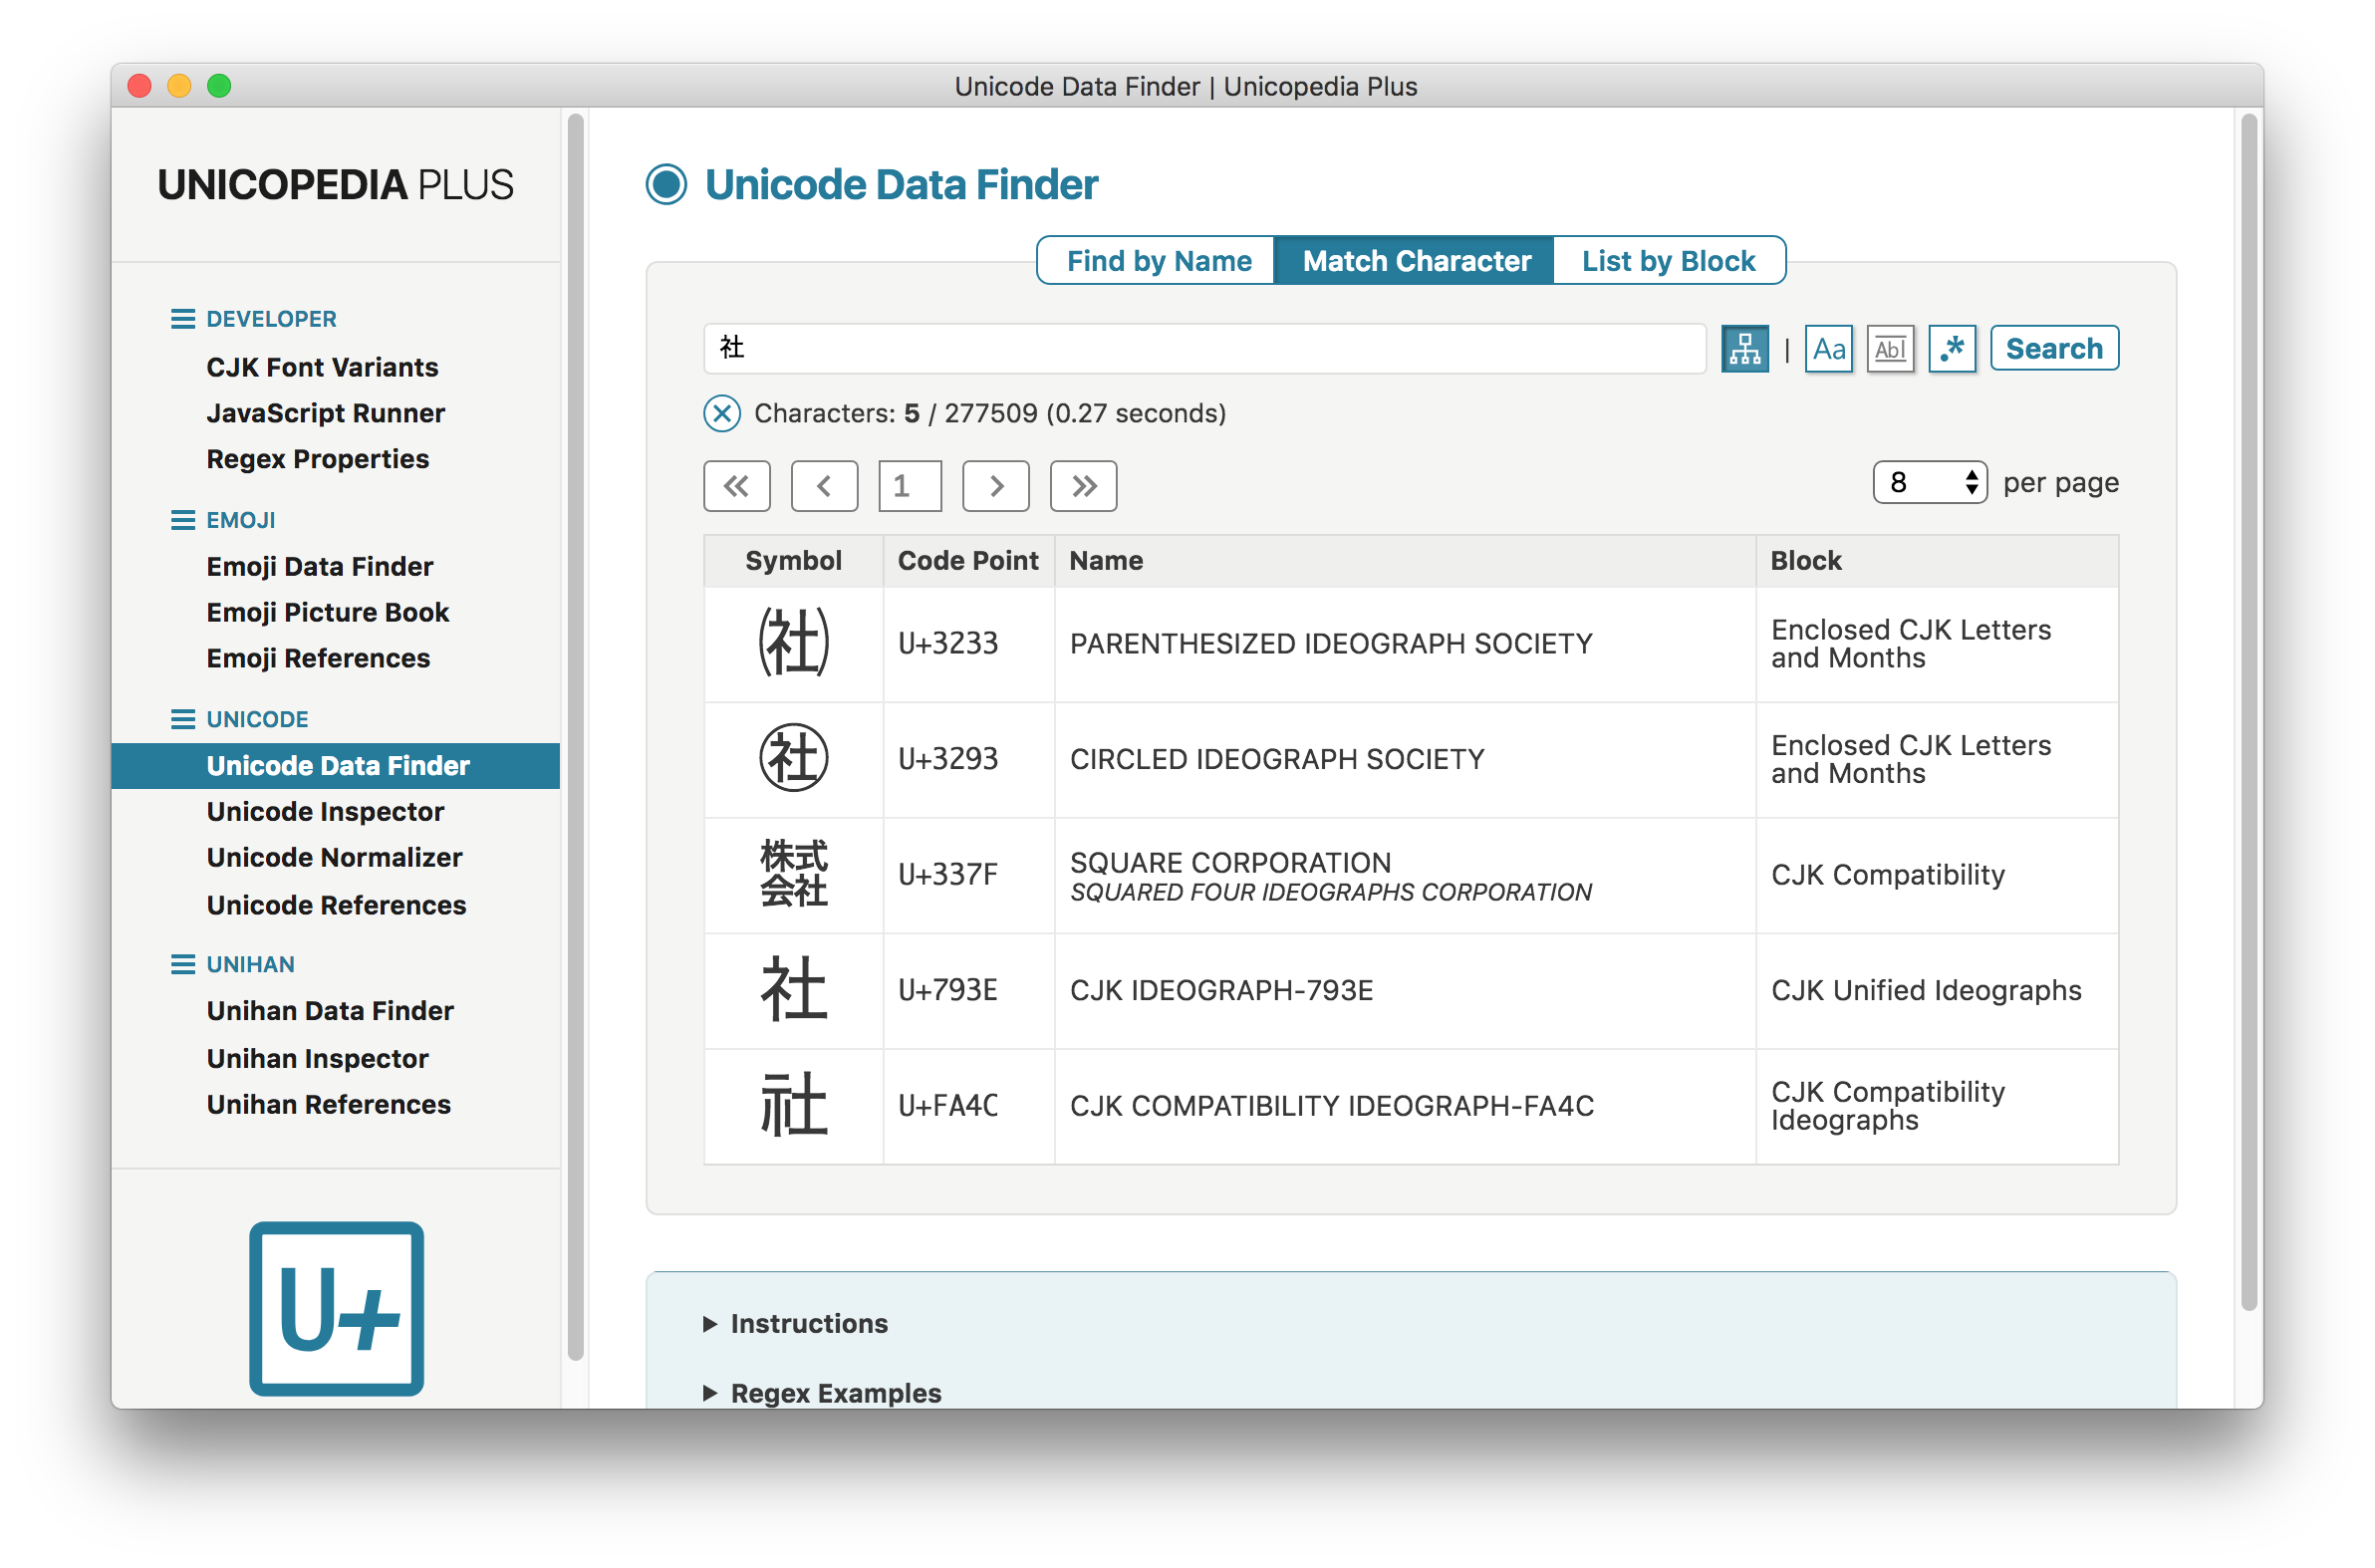 Unicode Data Finder | Unicopedia Plus
UNICOPEDIA PLUS
DEVELOPER
CJK Font Variants
JavaScript Runner
Regex Properties
EMOJI
Emoji Data Finder
Emoji Picture Book
Emoji References
UNICODE
Unicode Data Finder
Unicode Inspector
Unicode Normalizer
Unicode References
UNIHAN
Unihan Data Finder
Unihan Inspector
Unihan References
U+
Unicode Data Finder
Find by Name Match Character List by Block
社 | Aa Abl .* Search
Characters: 5 / 277509 (0.27 seconds)
« ‹ 1 › » 8 per page
Symbol Code Point Name Block
㈳ U+3233 PARENTHESIZED IDEOGRAPH SOCIETY Enclosed CJK Letters
and Months
㊓ U+3293 CIRCLED IDEOGRAPH SOCIETY Enclosed CJK Letters
and Months
㍿ U+337F SQUARE CORPORATION CJK Compatibility
SQUARED FOUR IDEOGRAPHS CORPORATION
社 U+793E CJK IDEOGRAPH-793E CJK Unified Ideographs
社 U+FA4C CJK COMPATIBILITY IDEOGRAPH-FA4C CJK Compatibility
Ideographs
Instructions
Regex Examples